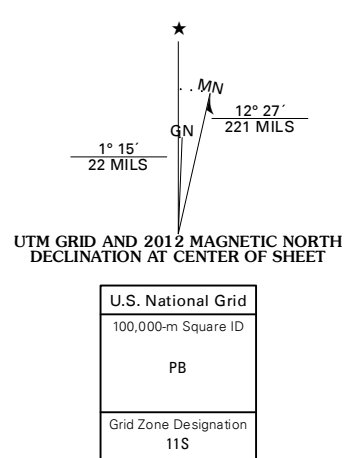 MN
12° 27´
221 MILS
GN
1° 15´
22 MILS
UTM GRID AND 2012 MAGNETIC NORTH
DECLINATION AT CENTER OF SHEET
U.S. National Grid
100,000-m Square ID
PB
Grid Zone Designation
11S